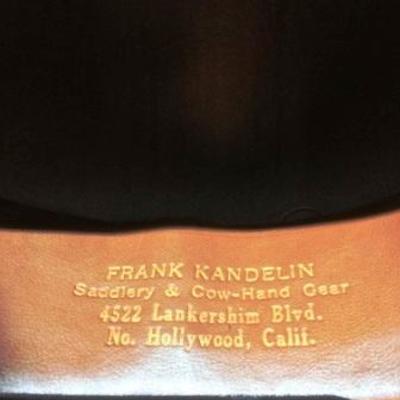 FRANK KANDELIN
Saddlery & Cow-Hand Gear
4522 Lankershim Blvd.
No. Hollywood, Calif.